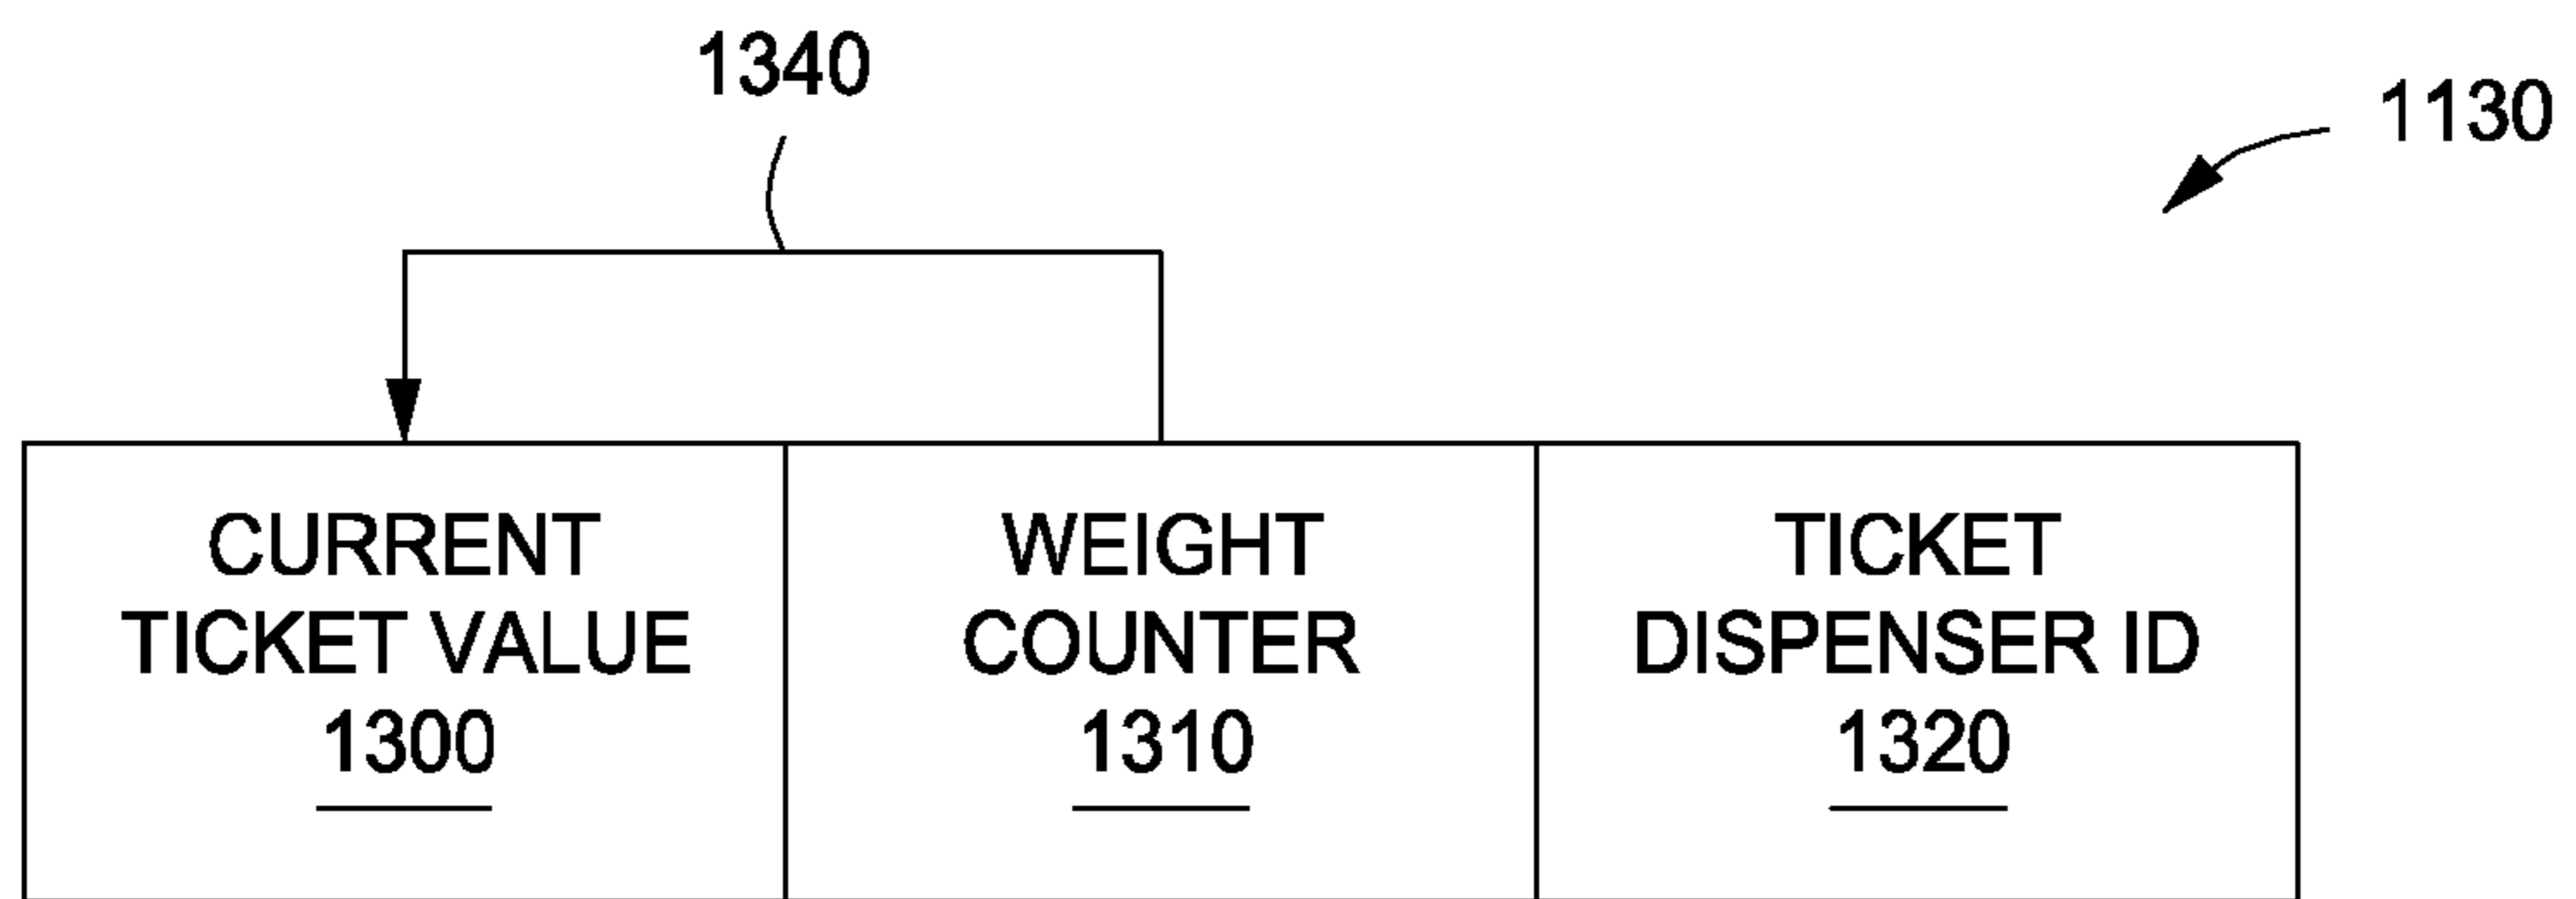 1340
1130
CURRENT
TICKET VALUE
1300
WEIGHT
COUNTER
1310
TICKET
DISPENSER ID
1320